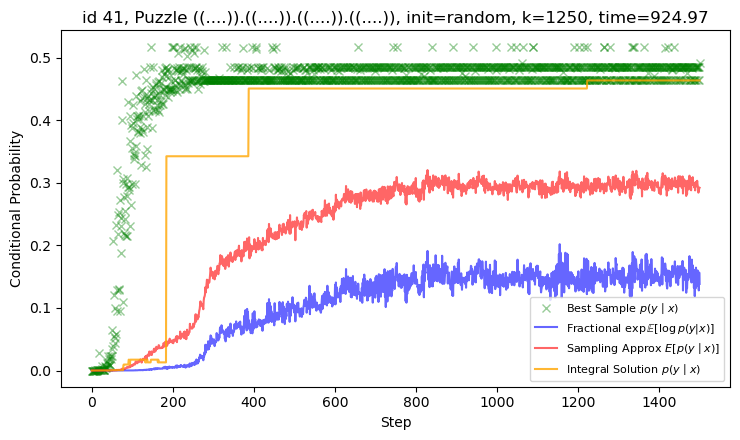 id 41, Puzzle ((....)).((....)).((....)).((....)), init=random, k=1250, time=924.97
Conditional Probability
0.5
0.4
0.3
0.2
0.1
0.0
Best Sample p(y | x)
Fractional exp 𝔼[log p(y|x)]
Sampling Approx E[p(y | x)]
Integral Solution p(y | x)
0 200 400 600 800 1000 1200 1400
Step